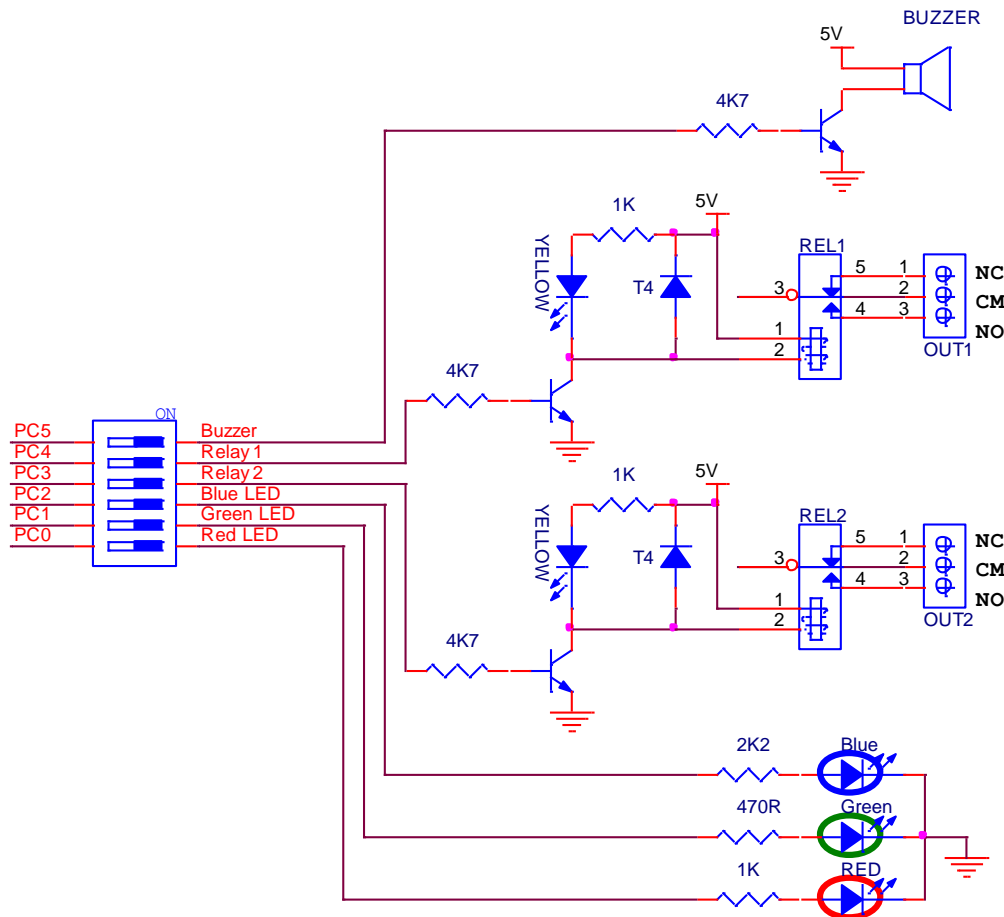 BUZZER
5V
4K7
5V
1K
YELLOW
T4
REL1
5 1 NC
3 2 CM
4 3 NO
1
2
OUT1
4K7
ON
PC5 Buzzer
PC4 Relay 1
PC3 Relay 2
PC2 Blue LED
PC1 Green LED
PC0 Red LED
5V
1K
YELLOW
T4
REL2
5 1 NC
3 2 CM
4 3 NO
1
2
OUT2
4K7
2K2 Blue
470R Green
1K RED